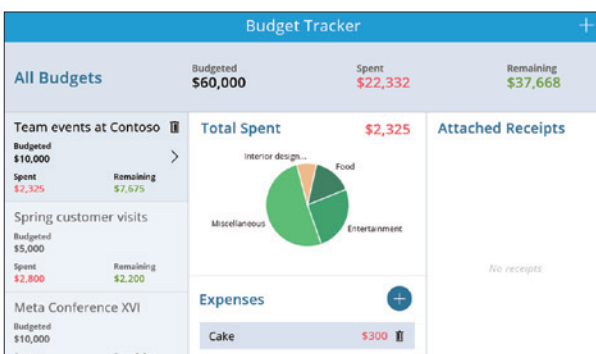 Budget Tracker
All Budgets
Budgeted
$60,000
Spent
$22,332
Remaining
$37,668
Team events at Contoso
Budgeted
$10,000
Spent
$2,325
Remaining
$7,675
Spring customer visits
Budgeted
$5,000
Spent
$2,800
Remaining
$2,200
Meta Conference XVI
Budgeted
$10,000
Total Spent
$2,325
Interior design...
Food
Miscellaneous
Entertainment
Expenses
Cake
$300
Attached Receipts
No receipts